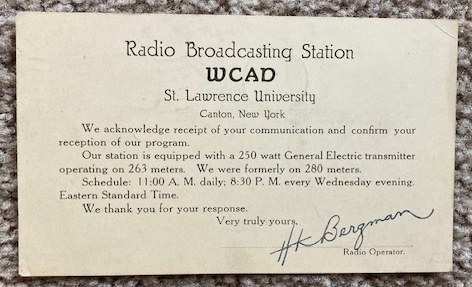 Radio Broadcasting Station
WCAD
St. Lawrence University
Canton, New York
We acknowledge receipt of your communication and confirm your
reception of our program.
Our station is equipped with a 250 watt General Electric transmitter
operating on 263 meters. We were formerly on 280 meters.
Schedule: 11:00 A. M. daily; 8:30 P. M. every Wednesday evening.
Eastern Standard Time.
We thank you for your response.
Very truly yours,
HK Bergman
Radio Operator.